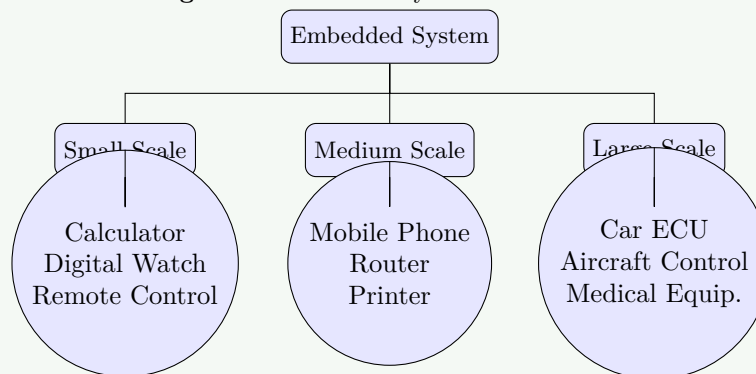 Embedded System
Small Scale
Medium Scale
Large Scale
Calculator
Digital Watch
Remote Control
Mobile Phone
Router
Printer
Car ECU
Aircraft Control
Medical Equip.